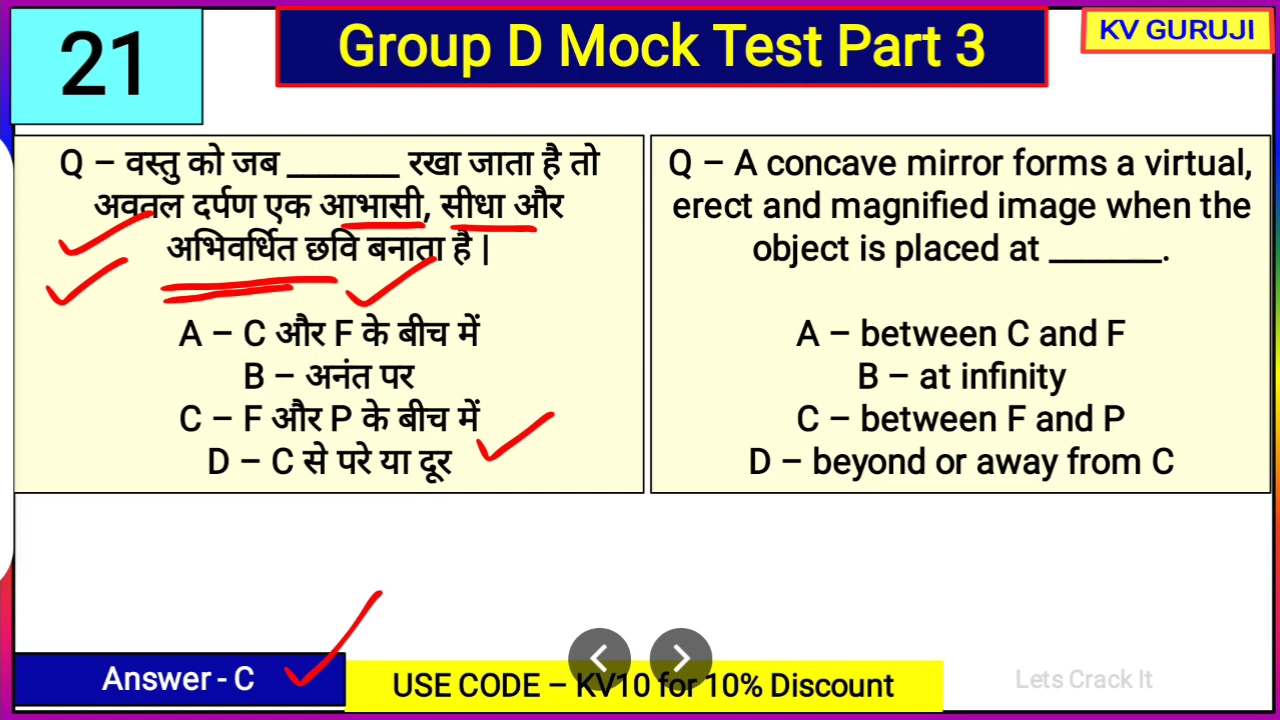 21
Group D Mock Test Part 3
KV GURUJI
Q – वस्तु को जब ______ रखा जाता है तो
अवतल दर्पण एक आभासी, सीधा और
अभिवर्धित छवि बनाता है |
A – C और F के बीच में
B – अनंत पर
C – F और P के बीच में
D – C से परे या दूर
Q – A concave mirror forms a virtual,
erect and magnified image when the
object is placed at ______.
A – between C and F
B – at infinity
C – between F and P
D – beyond or away from C
Answer - C
USE CODE – KV10 for 10% Discount
Lets Crack It